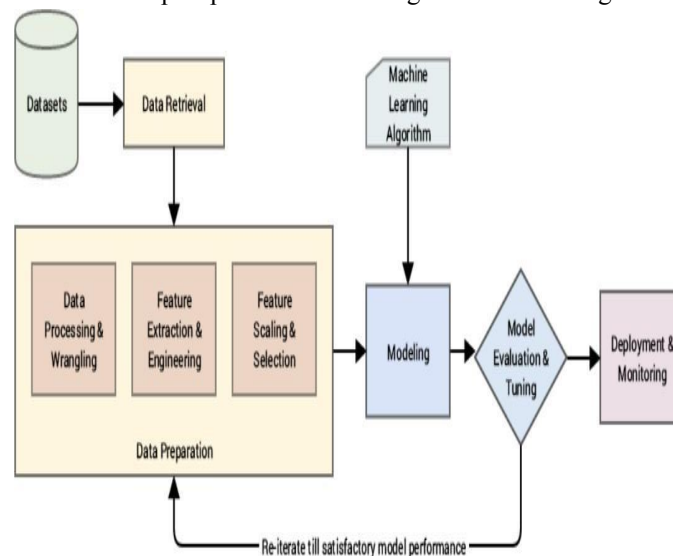 Datasets
Data Retrieval
Machine
Learning
Algorithm
Data
Processing &
Wrangling
Feature
Extraction &
Engineering
Feature
Scaling &
Selection
Data Preparation
Modeling
Model
Evaluation &
Tuning
Deployment &
Monitoring
Re-iterate till satisfactory model performance